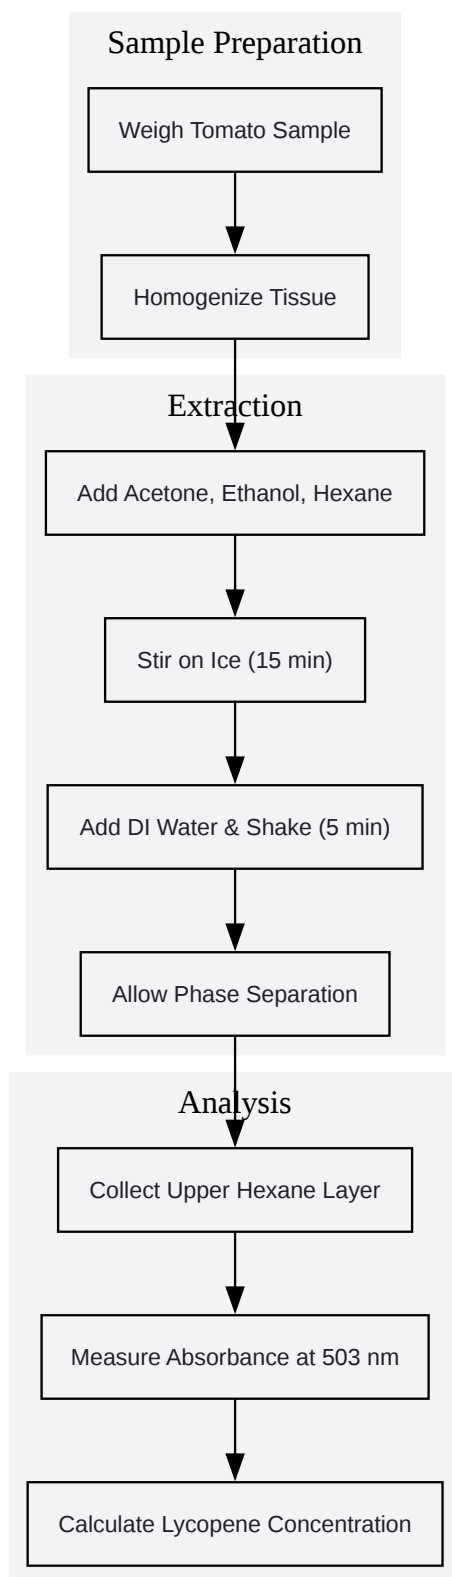 Sample Preparation
Weigh Tomato Sample
Homogenize Tissue
Extraction
Add Acetone, Ethanol, Hexane
Stir on Ice (15 min)
Add DI Water & Shake (5 min)
Allow Phase Separation
Analysis
Collect Upper Hexane Layer
Measure Absorbance at 503 nm
Calculate Lycopene Concentration